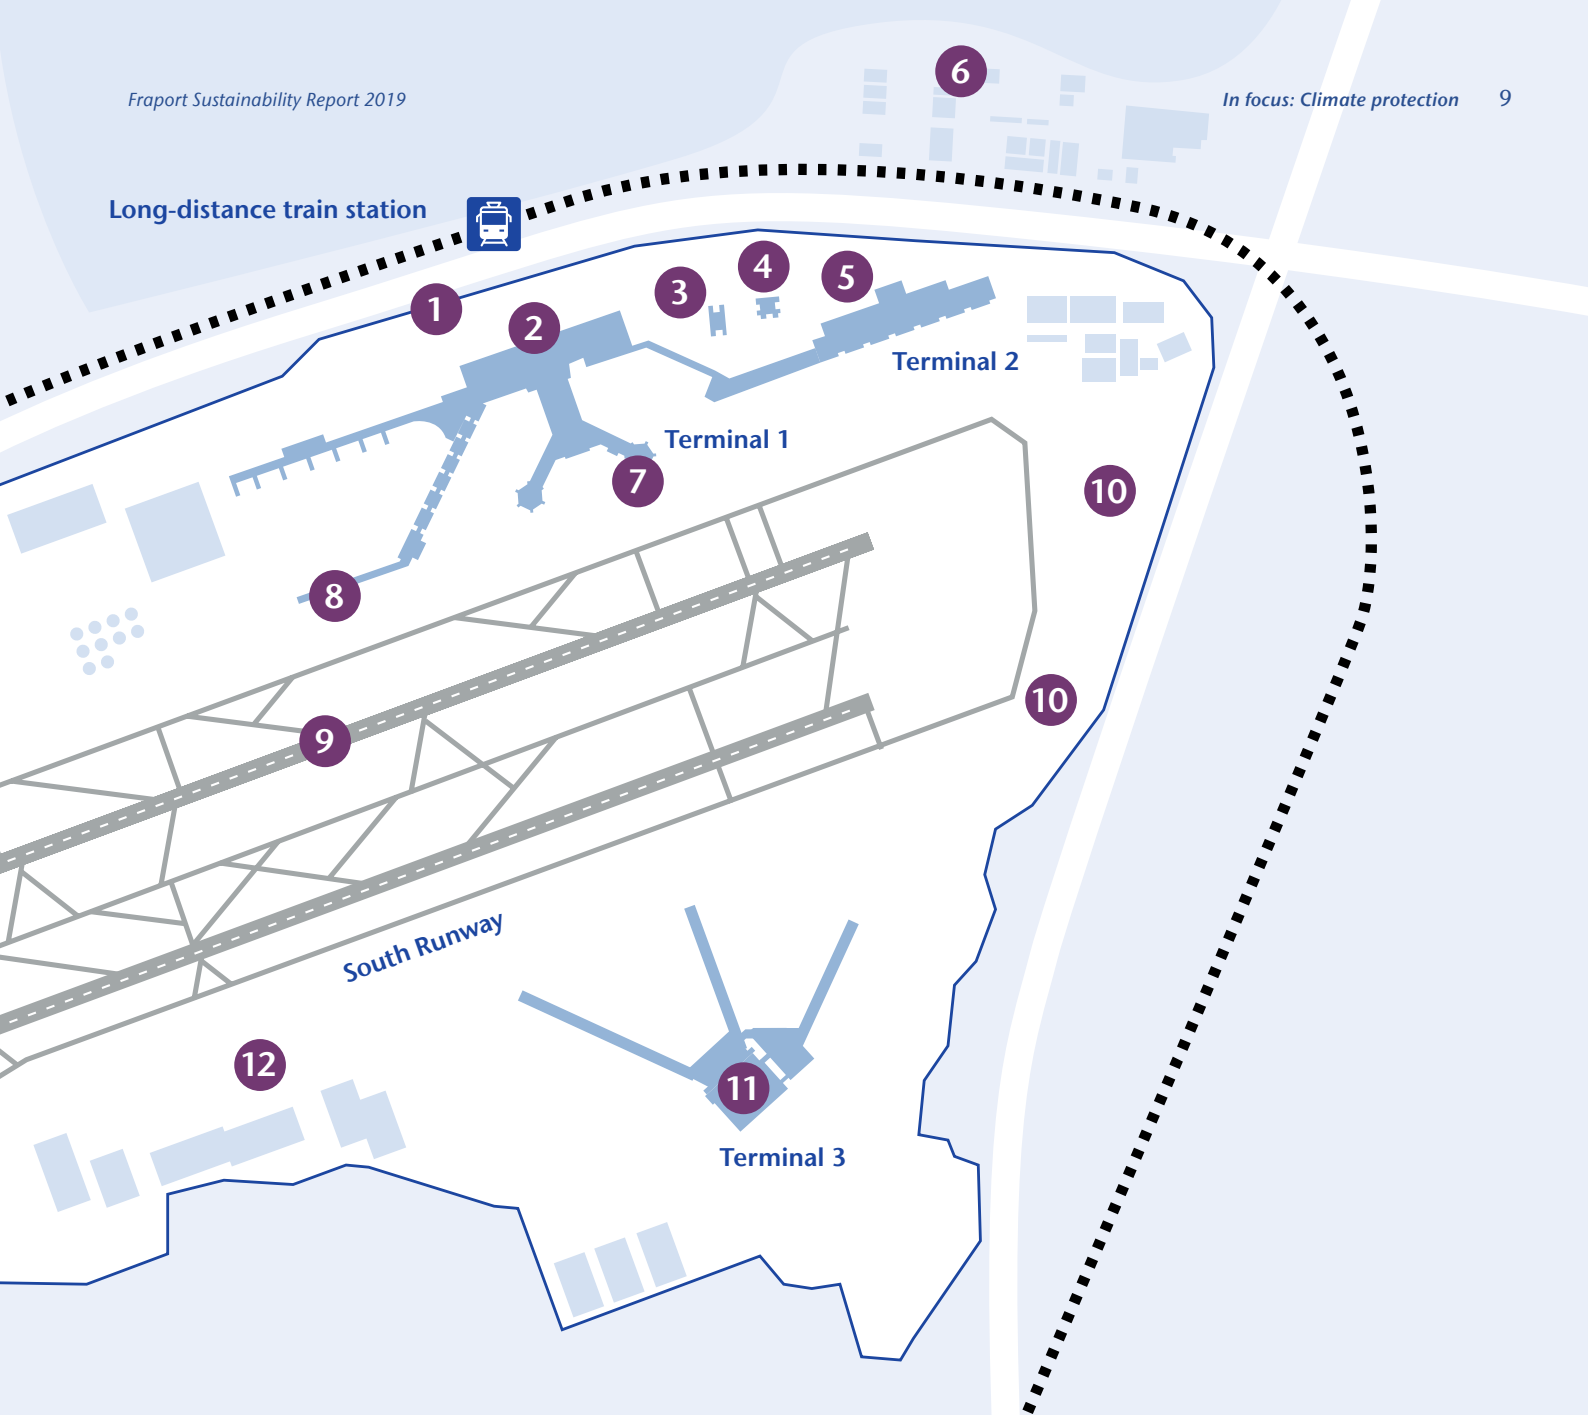 Fraport Sustainability Report 2019
In focus: Climate protection 9
6
Long-distance train station
1
2
3
4
5
Terminal 2
Terminal 1
7
10
8
10
9
South Runway
12
11
Terminal 3